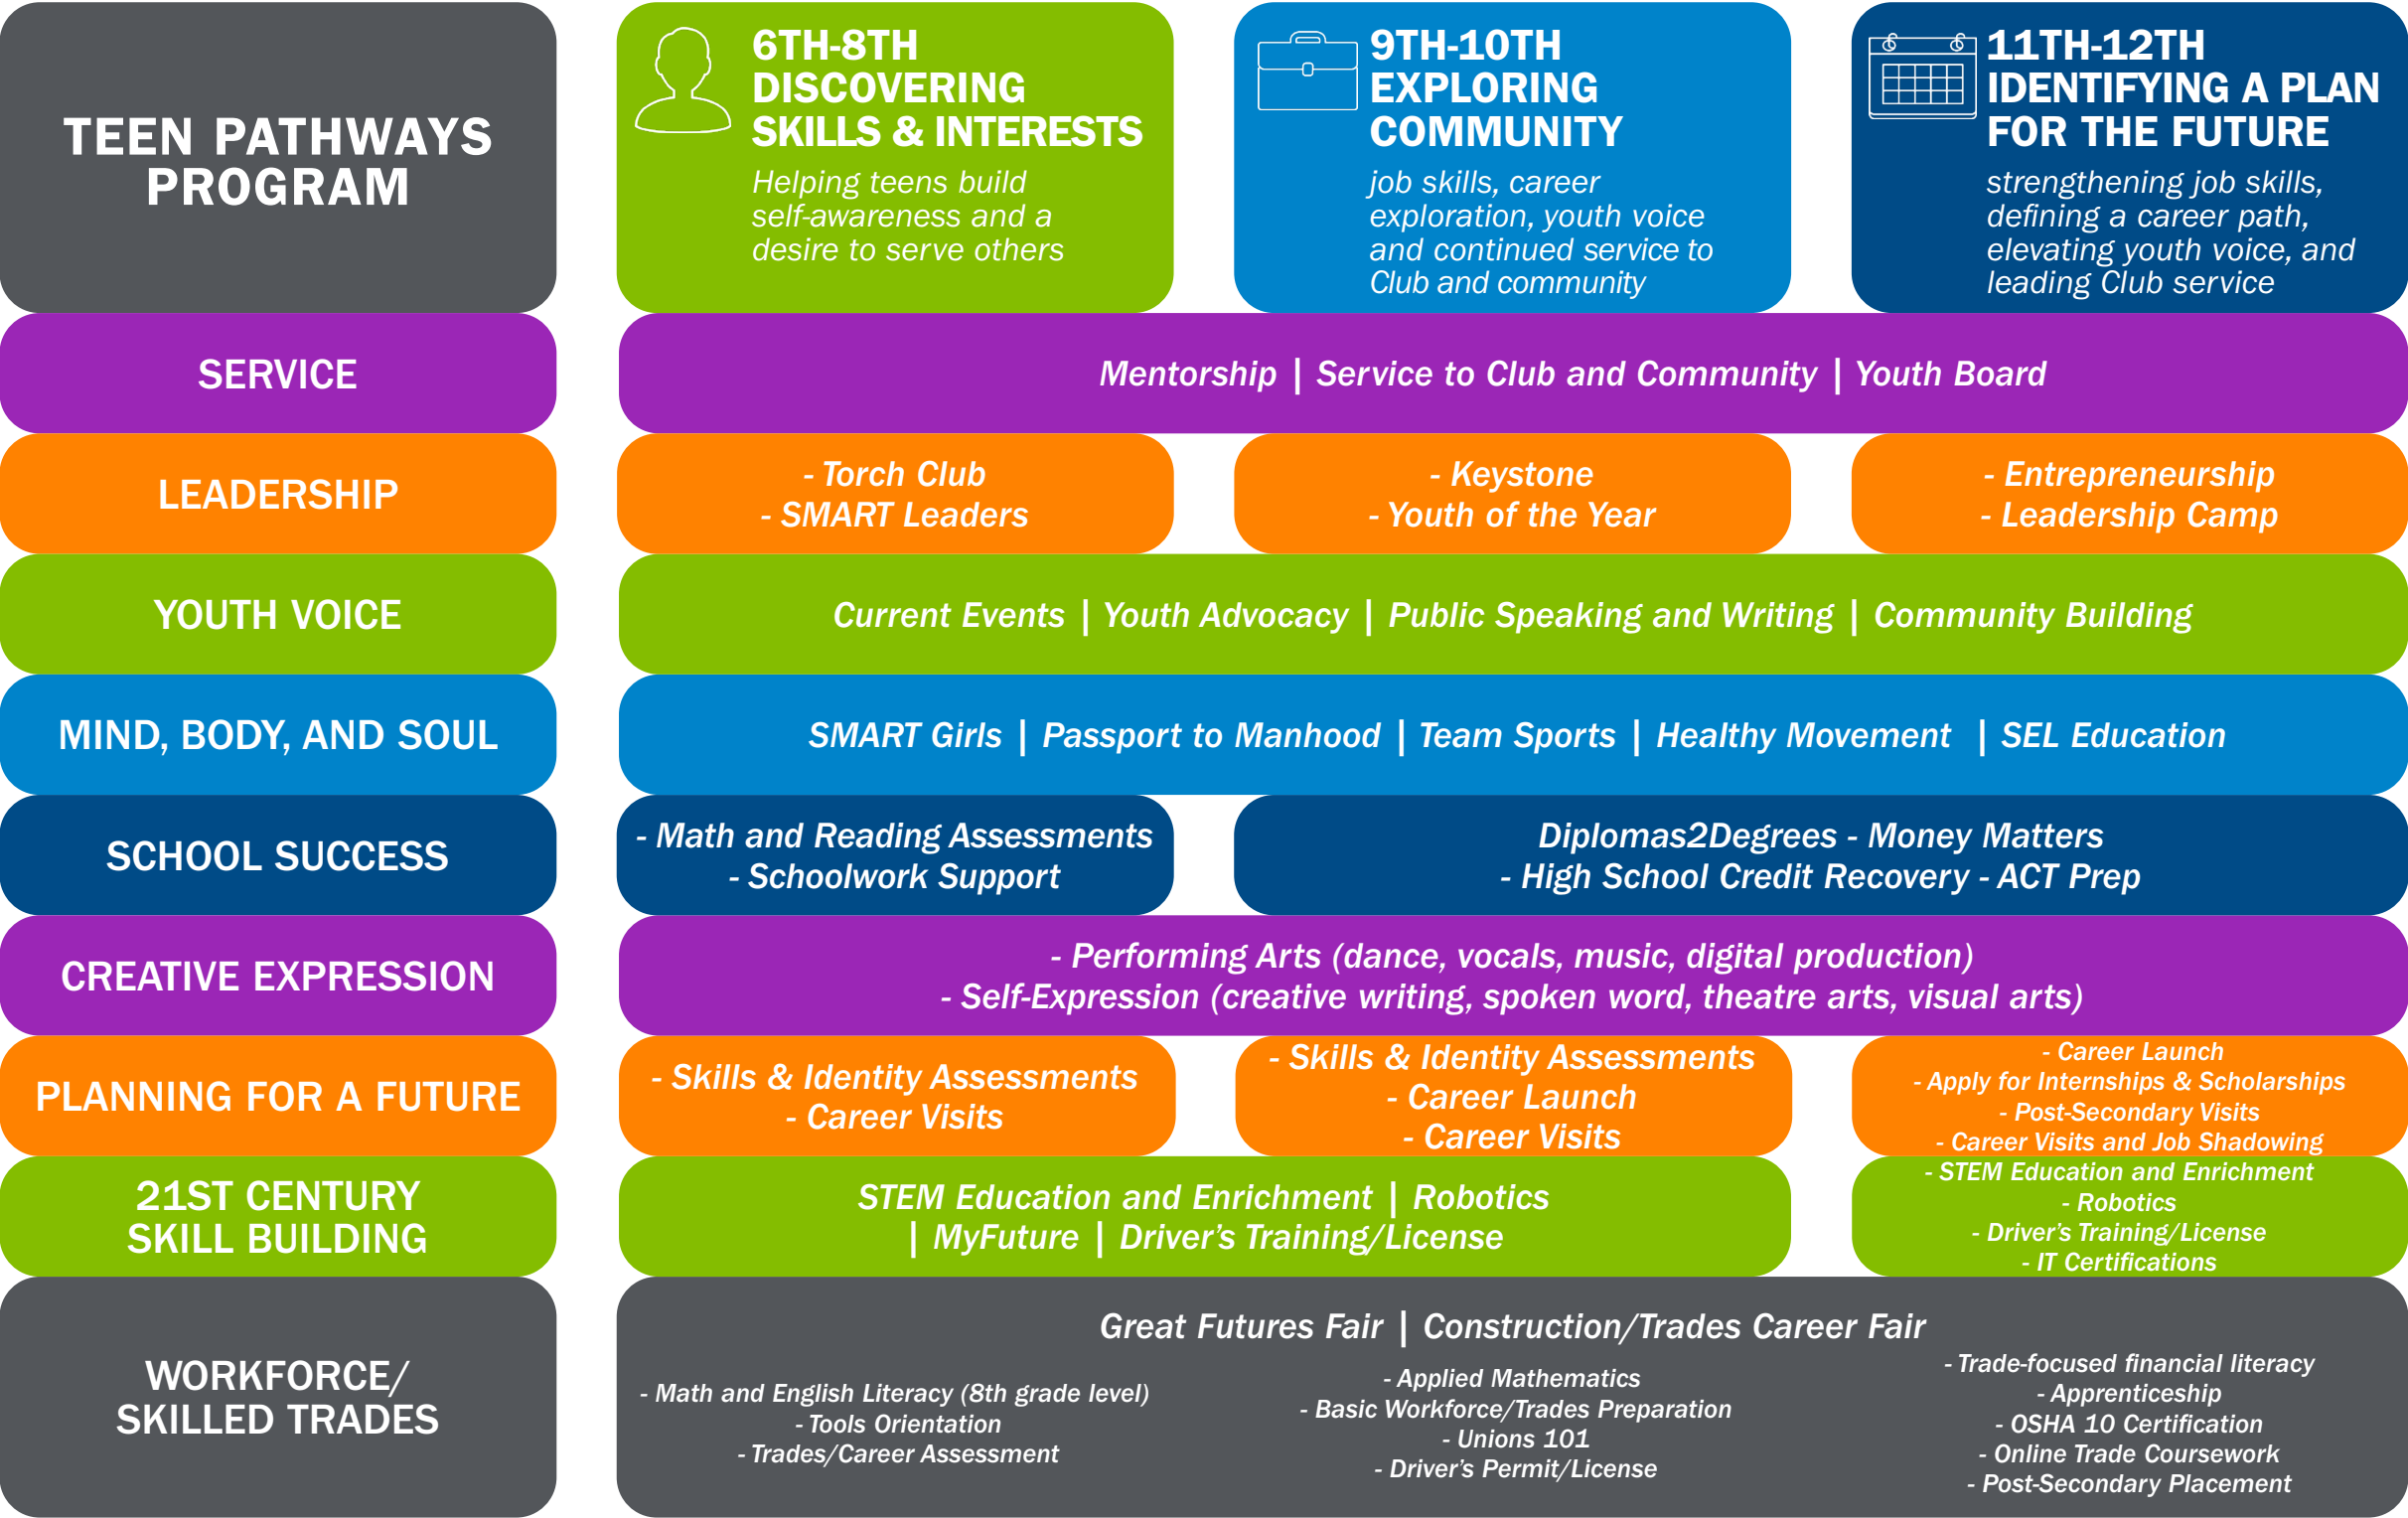 TEEN PATHWAYS
PROGRAM
6TH-8TH
DISCOVERING
SKILLS & INTERESTS
Helping teens build
self-awareness and a
desire to serve others
9TH-10TH
EXPLORING
COMMUNITY
job skills, career
exploration, youth voice
and continued service to
Club and community
11TH-12TH
IDENTIFYING A PLAN
FOR THE FUTURE
strengthening job skills,
defining a career path,
elevating youth voice, and
leading Club service
SERVICE
Mentorship | Service to Club and Community | Youth Board
LEADERSHIP
- Torch Club
- SMART Leaders
- Keystone
- Youth of the Year
- Entrepreneurship
- Leadership Camp
YOUTH VOICE
Current Events | Youth Advocacy | Public Speaking and Writing | Community Building
MIND, BODY, AND SOUL
SMART Girls | Passport to Manhood | Team Sports | Healthy Movement | SEL Education
SCHOOL SUCCESS
- Math and Reading Assessments
- Schoolwork Support
Diplomas2Degrees - Money Matters
- High School Credit Recovery - ACT Prep
CREATIVE EXPRESSION
- Performing Arts (dance, vocals, music, digital production)
- Self-Expression (creative writing, spoken word, theatre arts, visual arts)
PLANNING FOR A FUTURE
- Skills & Identity Assessments
- Career Visits
- Skills & Identity Assessments
- Career Launch
- Career Visits
- Career Launch
- Apply for Internships & Scholarships
- Post-Secondary Visits
- Career Visits and Job Shadowing
21ST CENTURY
SKILL BUILDING
STEM Education and Enrichment | Robotics
| MyFuture | Driver's Training/License
- STEM Education and Enrichment
- Robotics
- Driver's Training/License
- IT Certifications
WORKFORCE/
SKILLED TRADES
Great Futures Fair | Construction/Trades Career Fair
- Math and English Literacy (8th grade level)
- Tools Orientation
- Trades/Career Assessment
- Applied Mathematics
- Basic Workforce/Trades Preparation
- Unions 101
- Driver's Permit/License
- Trade-focused financial literacy
- Apprenticeship
- OSHA 10 Certification
- Online Trade Coursework
- Post-Secondary Placement